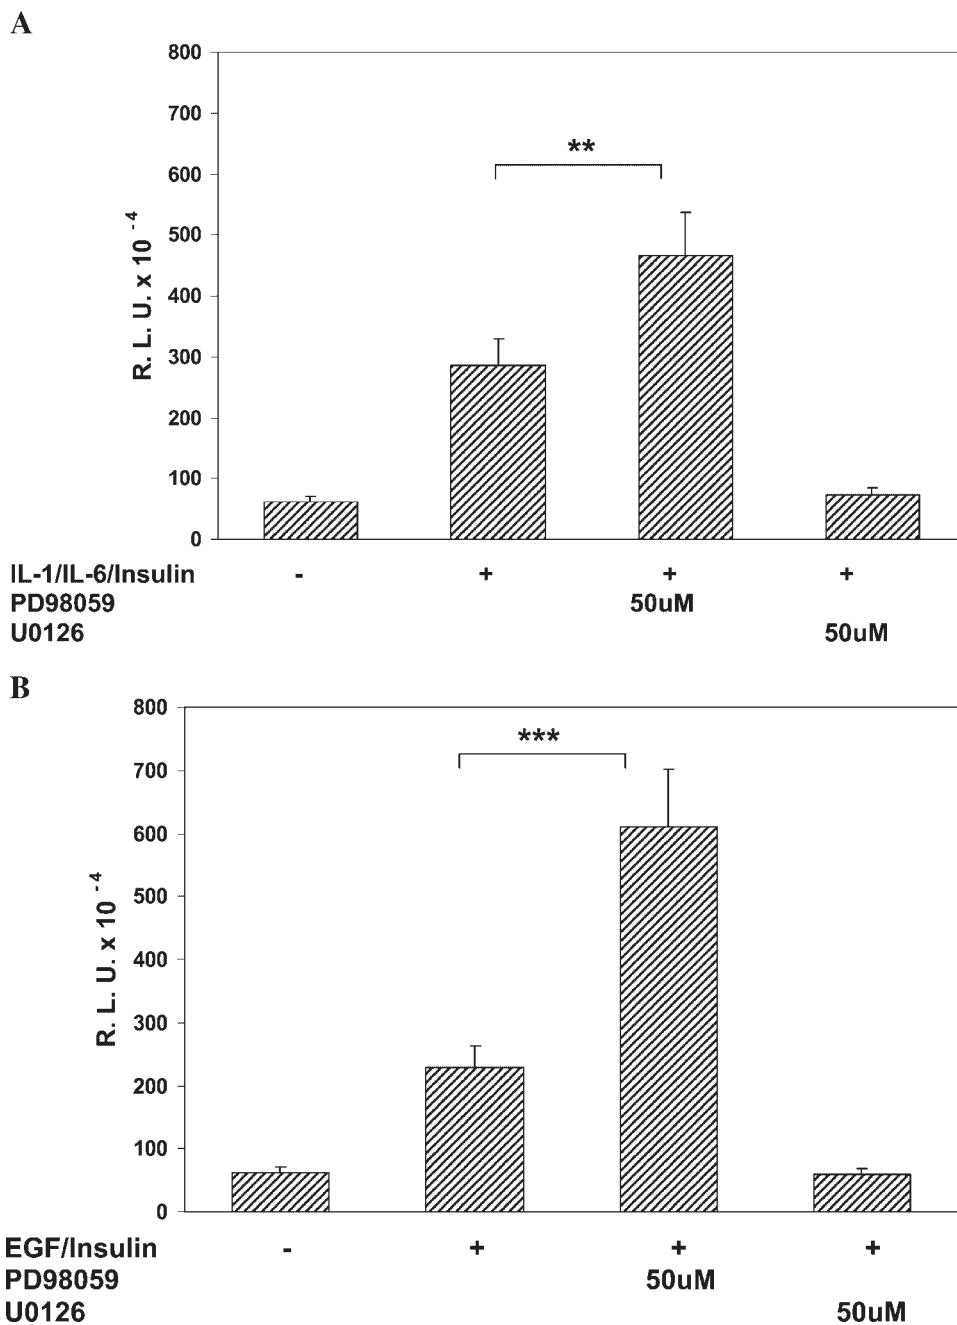 A
800
700
600
500
400
300
200
100
0
R. L. U. x 10 -4
**
IL-1/IL-6/Insulin - + + +
PD98059 50uM
U0126 50uM
B
800
700
600
500
400
300
200
100
0
R. L. U. x 10 -4
***
EGF/Insulin - + + +
PD98059 50uM
U0126 50uM